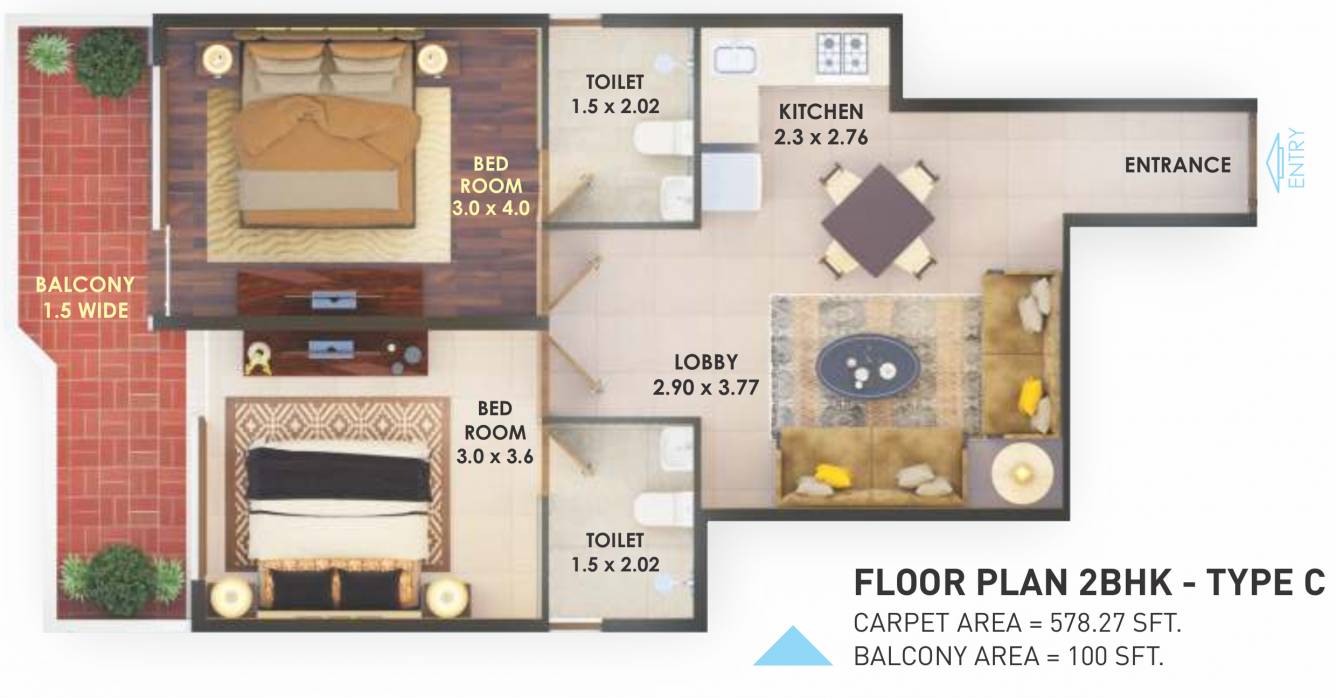 TOILET
1.5 x 2.02
KITCHEN
2.3 x 2.76
ENTRANCE
ENTRY
BED
ROOM
3.0 x 4.0
BALCONY
1.5 WIDE
LOBBY
2.90 x 3.77
BED
ROOM
3.0 x 3.6
TOILET
1.5 x 2.02
FLOOR PLAN 2BHK - TYPE C
CARPET AREA = 578.27 SFT.
BALCONY AREA = 100 SFT.